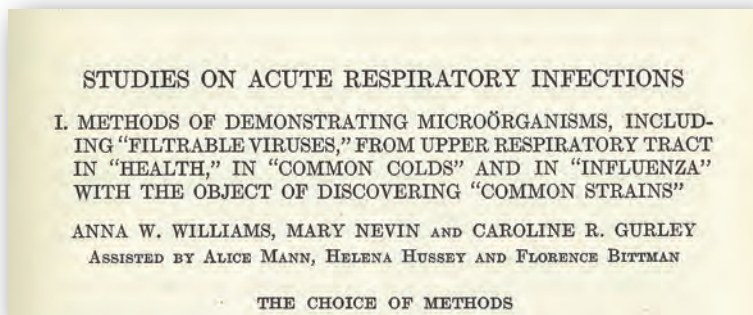 STUDIES ON ACUTE RESPIRATORY INFECTIONS
I. METHODS OF DEMONSTRATING MICROÖRGANISMS, INCLUD-
ING "FILTRABLE VIRUSES," FROM UPPER RESPIRATORY TRACT
IN "HEALTH," IN "COMMON COLDS" AND IN "INFLUENZA"
WITH THE OBJECT OF DISCOVERING "COMMON STRAINS"
ANNA W. WILLIAMS, MARY NEVIN AND CAROLINE R. GURLEY
ASSISTED BY ALICE MANN, HELENA HUSSEY AND FLORENCE BITTMAN
THE CHOICE OF METHODS